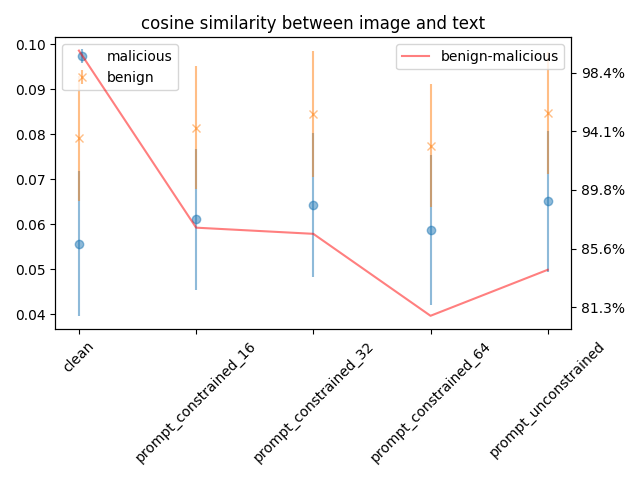 cosine similarity between image and text
malicious
benign
benign-malicious
0.10
0.09
0.08
0.07
0.06
0.05
0.04
98.4%
94.1%
89.8%
85.6%
81.3%
clean
prompt_constrained_16
prompt_constrained_32
prompt_constrained_64
prompt_unconstrained